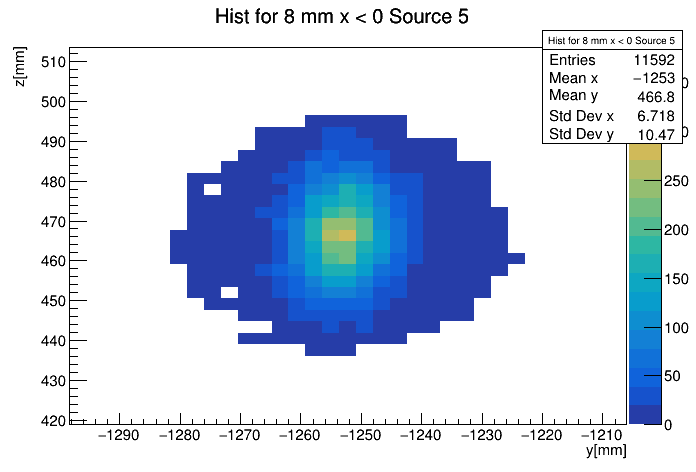 Hist for 8 mm x < 0 Source 5
Hist for 8 mm x < 0 Source 5
Entries 11592
Mean x −1253
Mean y 466.8
Std Dev x 6.718
Std Dev y 10.47
z[mm]
510
500
490
480
470
460
450
440
430
420
−1290 −1280 −1270 −1260 −1250 −1240 −1230 −1220 −1210
y[mm]
250
200
150
100
50
0